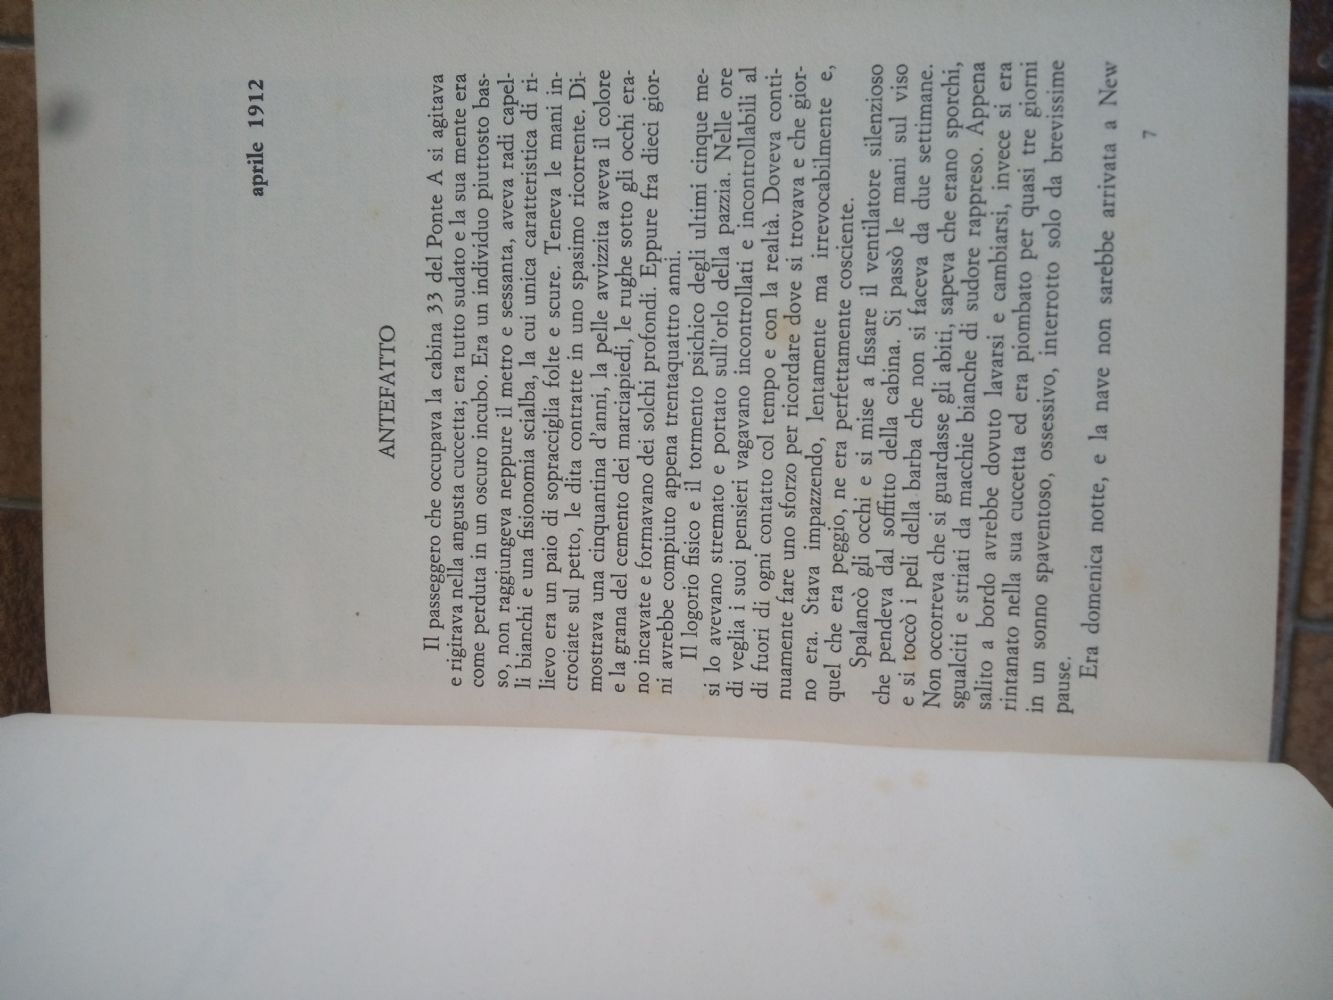 aprile 1912
ANTEFATTO
Il passeggero che occupava la cabina 33 del Ponte A si agitava
e rigirava nella angusta cuccetta; era tutto sudato e la sua mente era
come perduta in un oscuro incubo. Era un individuo piuttosto bas-
so, non raggiungeva neppure il metro e sessanta, aveva radi capel-
li bianchi e una fisionomia scialba, la cui unica caratteristica di ri-
lievo era un paio di sopracciglia folte e scure. Teneva le mani in-
crociate sul petto, le dita contratte in uno spasimo ricorrente. Di-
mostrava una cinquantina d'anni, la pelle avvizzita aveva il colore
e la grana del cemento dei marciapiedi, le rughe sotto gli occhi era-
no incavate e formavano dei solchi profondi. Eppure fra dieci gior-
ni avrebbe compiuto appena trentaquattro anni.
Il logorio fisico e il tormento psichico degli ultimi cinque me-
si lo avevano stremato e portato sull'orlo della pazzia. Nelle ore
di veglia i suoi pensieri vagavano incontrollati e incontrollabili al
di fuori di ogni contatto col tempo e con la realtà. Doveva conti-
nuamente fare uno sforzo per ricordare dove si trovava e che gior-
no era. Stava impazzendo, lentamente ma irrevocabilmente e,
quel che era peggio, ne era perfettamente cosciente.
Spalancò gli occhi e si mise a fissare il ventilatore silenzioso
che pendeva dal soffitto della cabina. Si passò le mani sul viso
e si toccò i peli della barba che non si faceva da due settimane.
Non occorreva che si guardasse gli abiti, sapeva che erano sporchi,
sgualciti e striati da macchie bianche di sudore rappreso. Appena
salito a bordo avrebbe dovuto lavarsi e cambiarsi, invece si era
rintanato nella sua cuccetta ed era piombato per quasi tre giorni
in un sonno spaventoso, ossessivo, interrotto solo da brevissime
pause.
Era domenica notte, e la nave non sarebbe arrivata a New
7